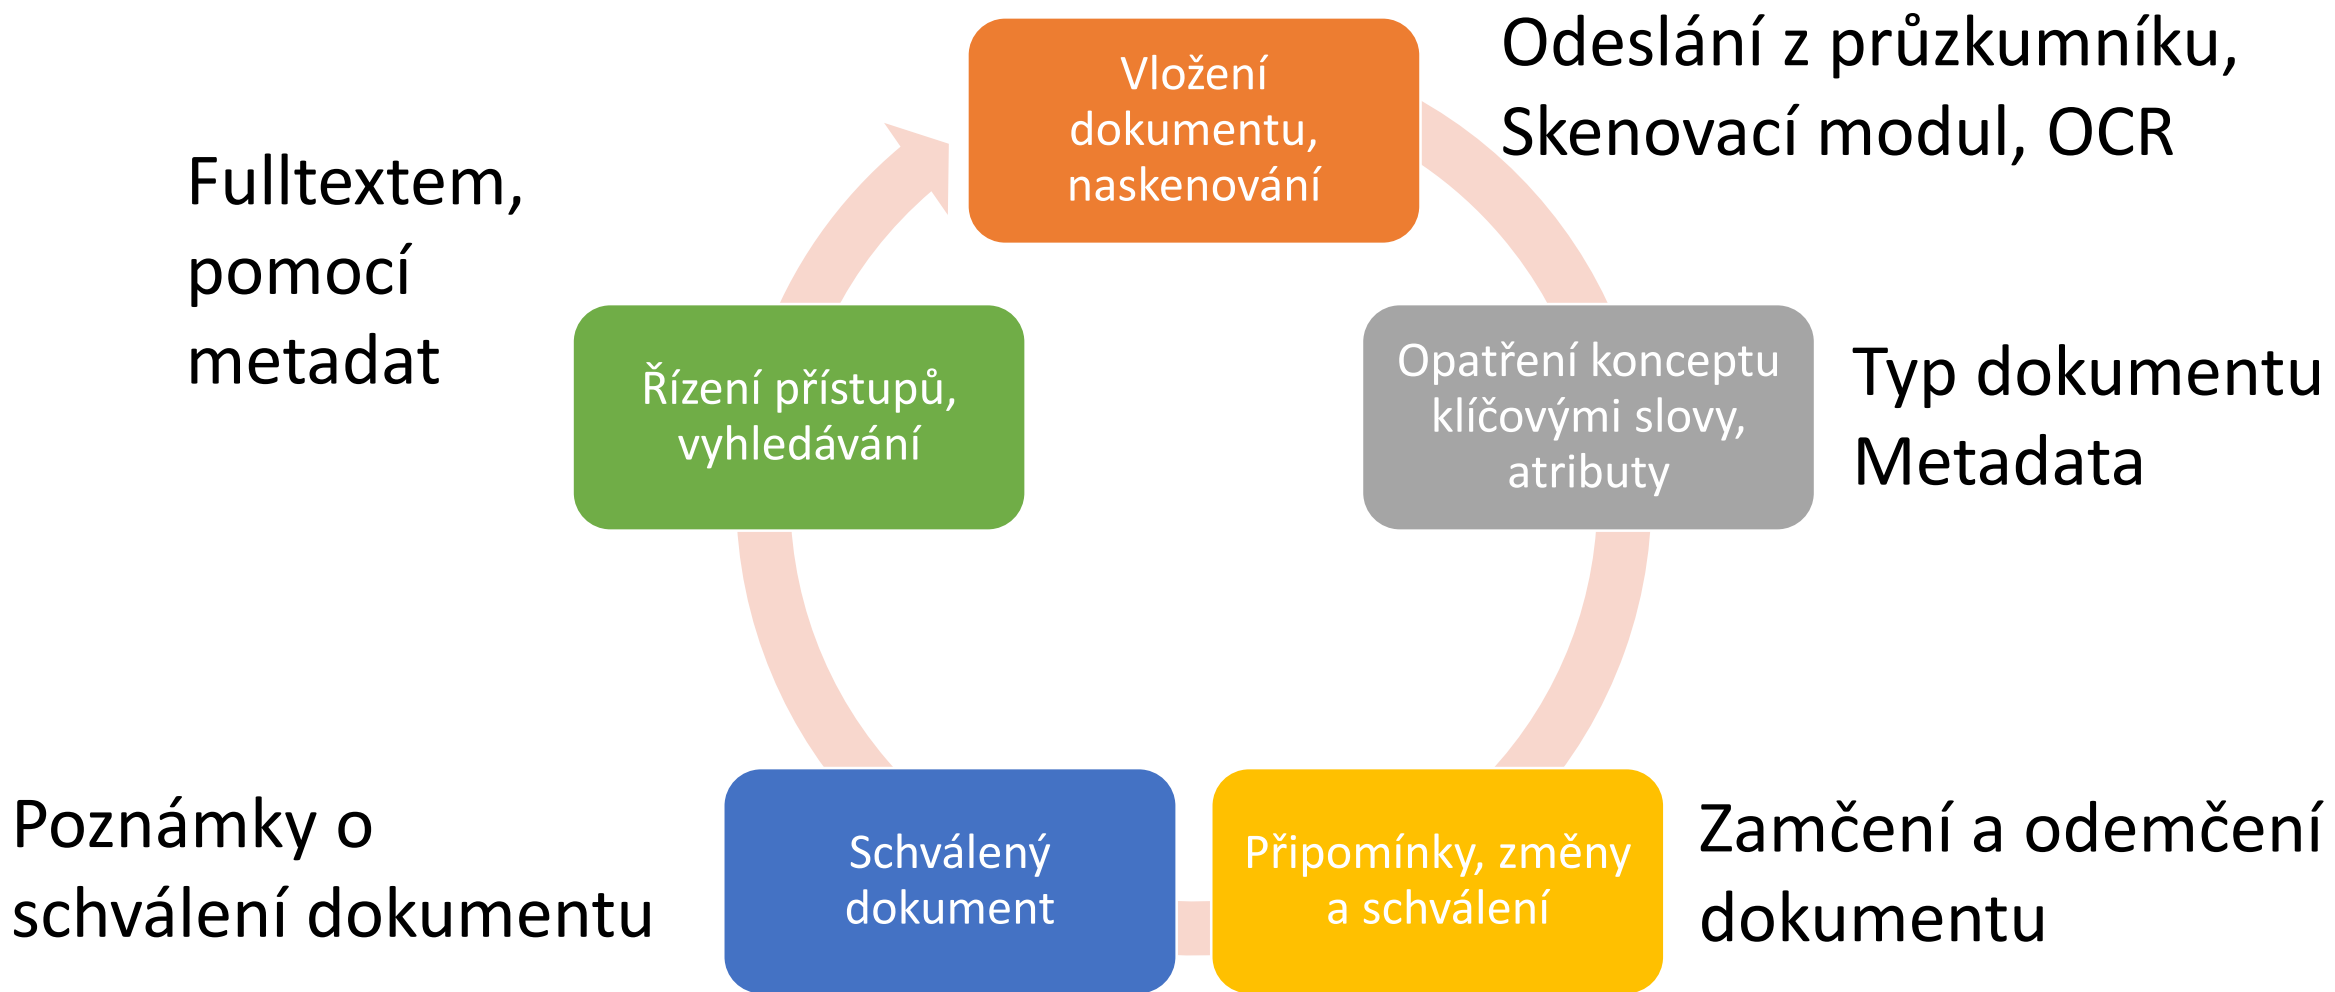 Vložení
dokumentu,
naskenování
Odeslání z průzkumníku,
Skenovací modul, OCR
Opatření konceptu
klíčovými slovy,
atributy
Typ dokumentu
Metadata
Připomínky, změny
a schválení
Zamčení a odemčení
dokumentu
Schválený
dokument
Poznámky o
schválení dokumentu
Řízení přístupů,
vyhledávání
Fulltextem,
pomocí
metadat